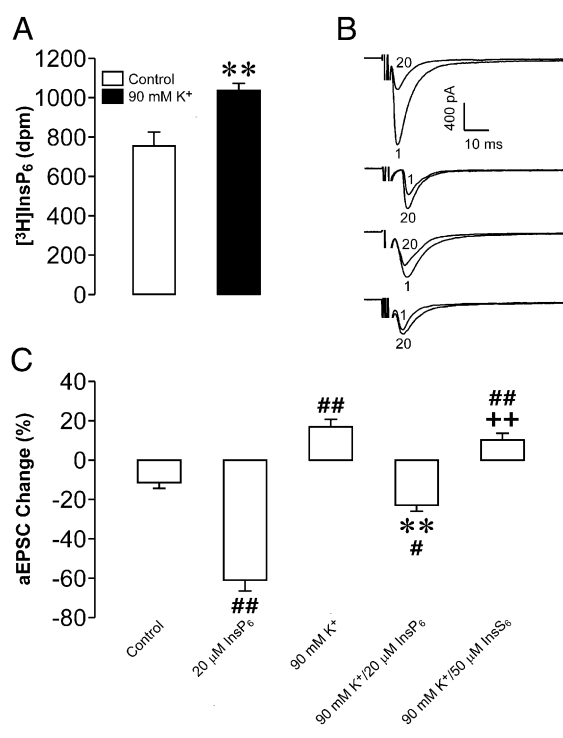 A
B
1200
1000
800
600
400
200
0
[³H]InsP₆ (dpm)
Control
90 mM K⁺
**
20
1
400 pA
10 ms
1
20
20
1
1
20
C
40
20
0
-20
-40
-60
-80
aEPSC Change (%)
##
##
**
#
##
++
Control
20 μM InsP₆
90 mM K⁺
90 mM K⁺/20 μM InsP₆
90 mM K⁺/50 μM InsS₆